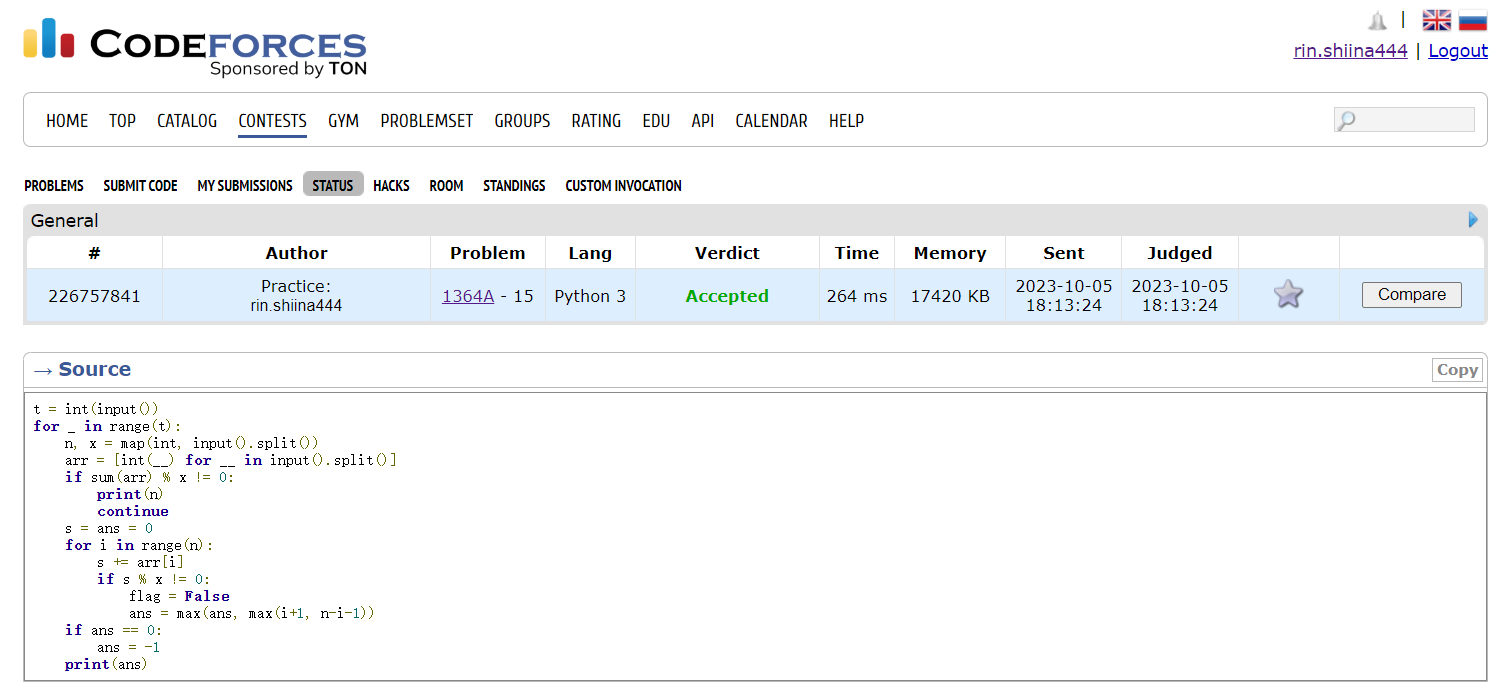 CODEFORCES
Sponsored by TON
|
rin.shiina444 | Logout
HOME TOP CATALOG CONTESTS GYM PROBLEMSET GROUPS RATING EDU API CALENDAR HELP
PROBLEMS SUBMIT CODE MY SUBMISSIONS STATUS HACKS ROOM STANDINGS CUSTOM INVOCATION
General
# Author Problem Lang Verdict Time Memory Sent Judged
226757841 Practice: rin.shiina444 1364A - 15 Python 3 Accepted 264 ms 17420 KB 2023-10-05 18:13:24 2023-10-05 18:13:24 Compare
→ Source Copy
t = int(input())
for _ in range(t):
    n, x = map(int, input().split())
    arr = [int(__) for __ in input().split()]
    if sum(arr) % x != 0:
        print(n)
        continue
    s = ans = 0
    for i in range(n):
        s += arr[i]
        if s % x != 0:
            flag = False
            ans = max(ans, max(i+1, n-i-1))
    if ans == 0:
        ans = -1
    print(ans)